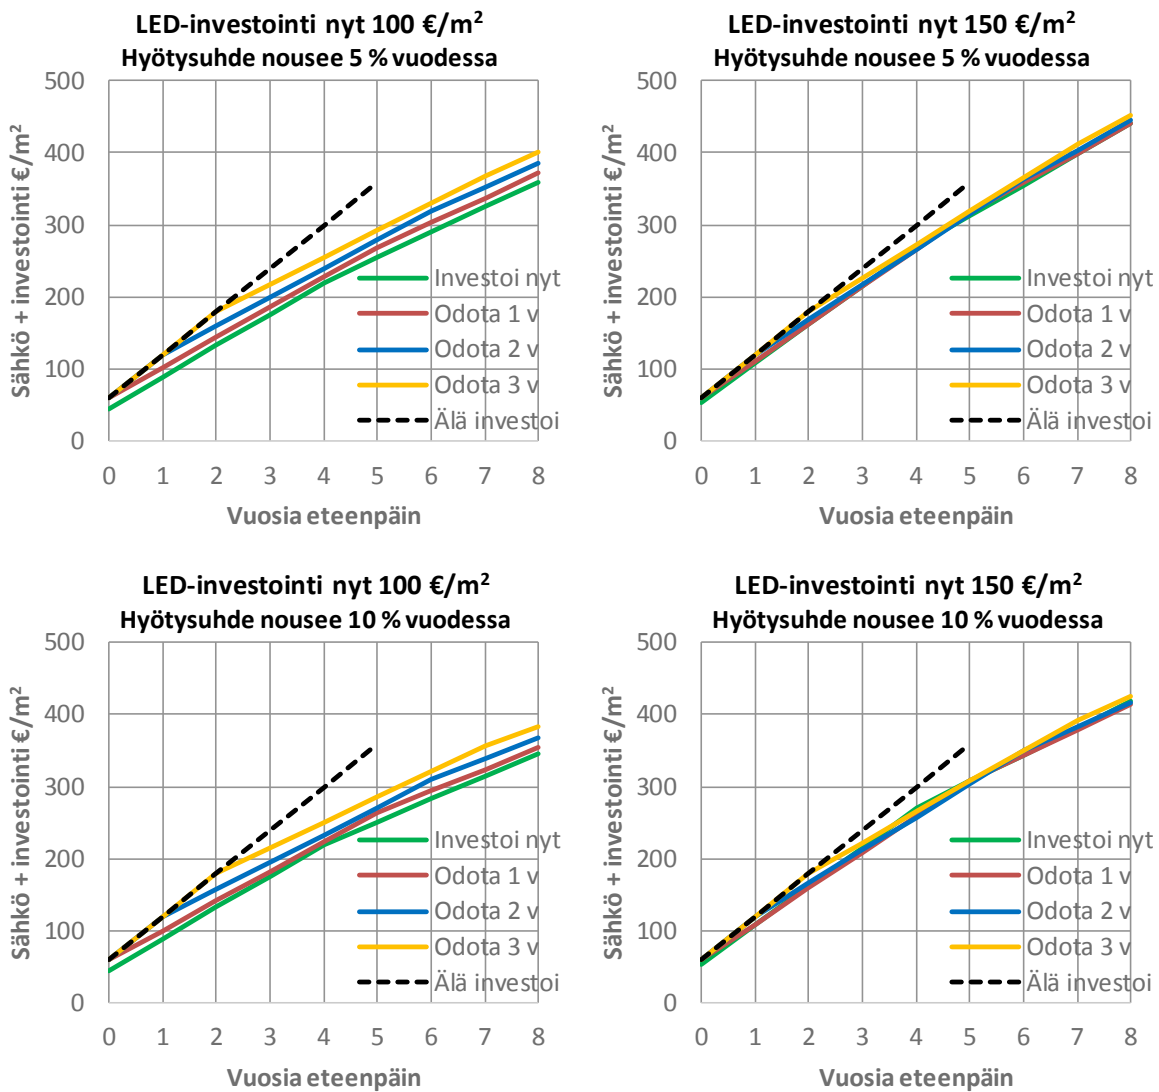 LED-investointi nyt 100 €/m²
Hyötysuhde nousee 5 % vuodessa
Sähkö + investointi €/m²
500
400
300
200
100
0
Investoi nyt
Odota 1 v
Odota 2 v
Odota 3 v
Älä investoi
0 1 2 3 4 5 6 7 8
Vuosia eteenpäin
LED-investointi nyt 150 €/m²
Hyötysuhde nousee 5 % vuodessa
Sähkö + investointi €/m²
500
400
300
200
100
0
Investoi nyt
Odota 1 v
Odota 2 v
Odota 3 v
Älä investoi
0 1 2 3 4 5 6 7 8
Vuosia eteenpäin
LED-investointi nyt 100 €/m²
Hyötysuhde nousee 10 % vuodessa
Sähkö + investointi €/m²
500
400
300
200
100
0
Investoi nyt
Odota 1 v
Odota 2 v
Odota 3 v
Älä investoi
0 1 2 3 4 5 6 7 8
Vuosia eteenpäin
LED-investointi nyt 150 €/m²
Hyötysuhde nousee 10 % vuodessa
Sähkö + investointi €/m²
500
400
300
200
100
0
Investoi nyt
Odota 1 v
Odota 2 v
Odota 3 v
Älä investoi
0 1 2 3 4 5 6 7 8
Vuosia eteenpäin